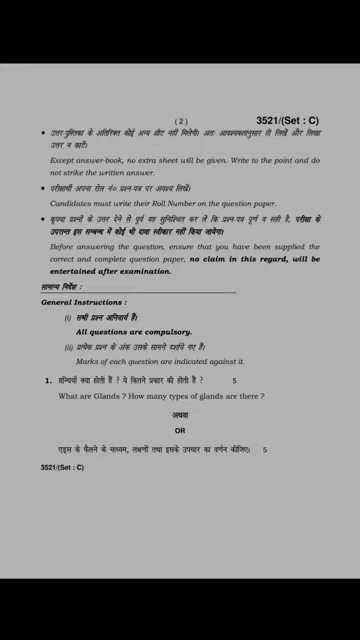 ( 2 ) 3521/(Set : C)
• उत्तर-पुस्तिका के अतिरिक्त कोई अन्य शीट नहीं मिलेगी। अतः आवश्यकतानुसार ही लिखें और लिखा
उत्तर न काटें।
Except answer-book, no extra sheet will be given. Write to the point and do
not strike the written answer.
• परीक्षार्थी अपना रोल नं० प्रश्न-पत्र पर अवश्य लिखें।
Candidates must write their Roll Number on the question paper.
• कृपया प्रश्नों के उत्तर देने से पूर्व यह सुनिश्चित कर लें कि प्रश्न-पत्र पूर्ण व सही है, परीक्षा के
उपरान्त इस सम्बन्ध में कोई भी दावा स्वीकार नहीं किया जायेगा।
Before answering the question, ensure that you have been supplied the
correct and complete question paper, no claim in this regard, will be
entertained after examination.
सामान्य निर्देश :
General Instructions :
(i) सभी प्रश्न अनिवार्य हैं।
All questions are compulsory.
(ii) प्रत्येक प्रश्न के अंक उसके सामने दर्शाये गए हैं।
Marks of each question are indicated against it.
1. ग्रन्थियाँ क्या होती हैं ? ये कितने प्रकार की होती हैं ? 5
What are Glands ? How many types of glands are there ?
अथवा
OR
एड्स के फैलने के माध्यम, लक्षणों तथा इसके उपचार का वर्णन कीजिए। 5
3521/(Set : C)